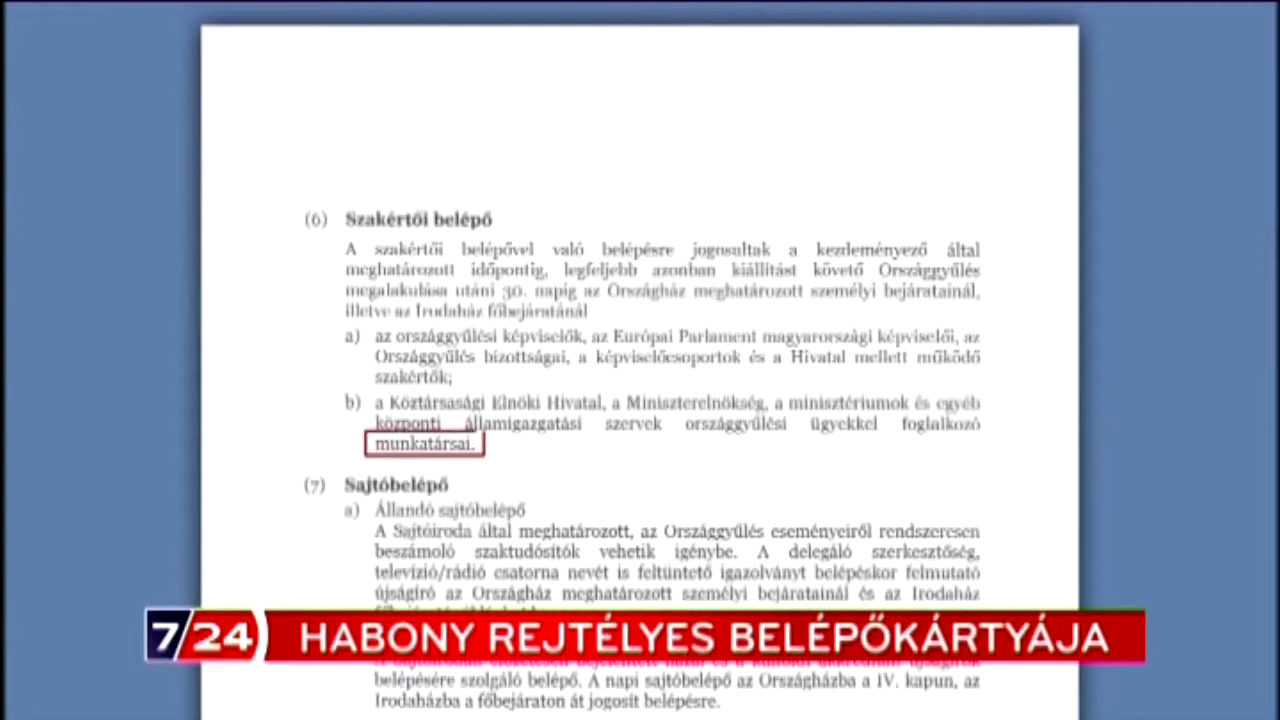 (6) Szakértői belépő
A szakértői belépővel való belépésre jogosultak a kezdeményező által
meghatározott időpontig, legfeljebb azonban kiállítást követő Országgyűlés
megalakulása utáni 30. napig az Országház meghatározott személyi bejáratainál,
illetve az Irodaház főbejáratánál
a) az országgyűlési képviselők, az Európai Parlament magyarországi képviselői, az
Országgyűlés bizottságai, a képviselőcsoportok és a Hivatal mellett működő
szakértők;
b) a Köztársasági Elnöki Hivatal, a Miniszterelnökség, a minisztériumok és egyéb
központi államigazgatási szervek országgyűlési ügyekkel foglalkozó
munkatársai.
(7) Sajtóbelépő
a) Állandó sajtóbelépő
A Sajtóiroda által meghatározott, az Országgyűlés eseményeiről rendszeresen
beszámoló szaktudósítók vehetik igénybe. A delegáló szerkesztőség,
televízió/rádió csatorna nevét is feltüntető igazolványt belépéskor felmutató
újságíró az Országház meghatározott személyi bejáratainál és az Irodaház
7/24 HABONY REJTÉLYES BELÉPŐKÁRTYÁJA
belépésére szolgáló belépő. A napi sajtóbelépő az Országházba a IV. kapun, az
Irodaházba a főbejáraton át jogosít belépésre.